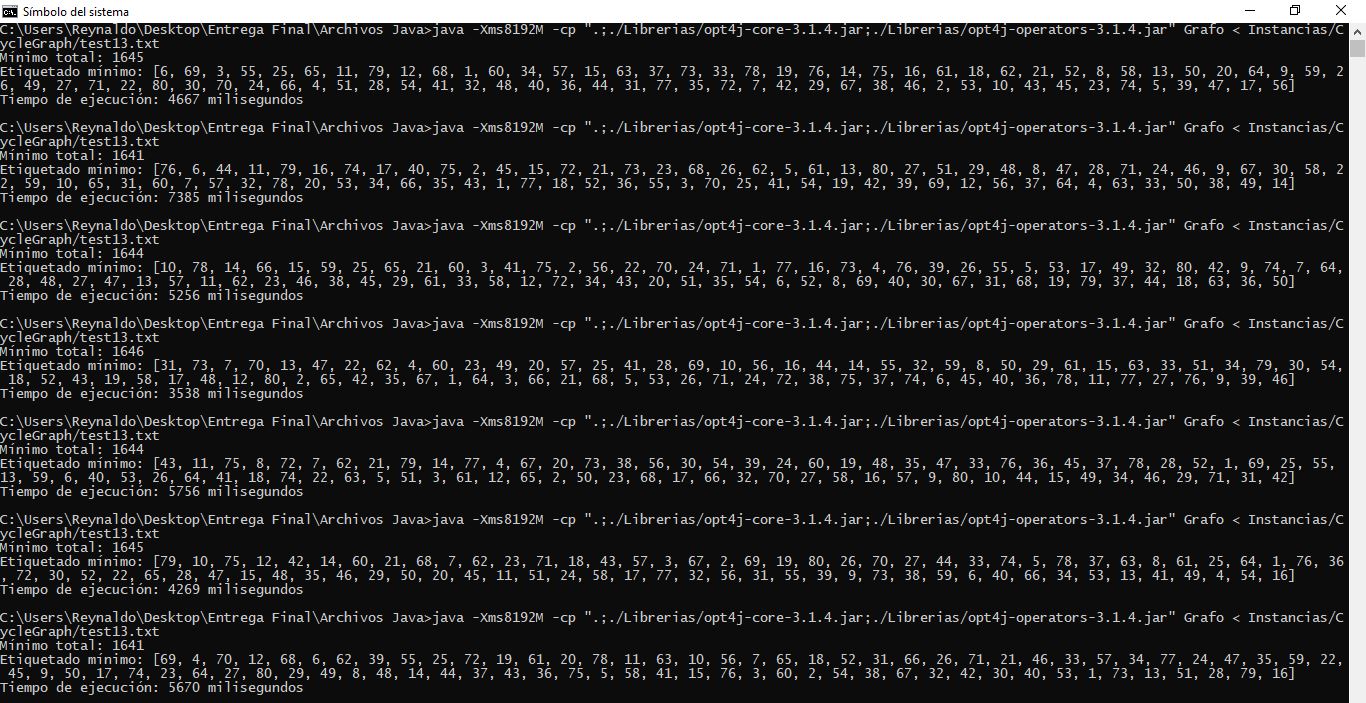 Símbolo del sistema
C:\Users\Reynaldo\Desktop\Entrega Final\Archivos Java>java -Xms8192M -cp ".;./Librerias/opt4j-core-3.1.4.jar;./Librerias/opt4j-operators-3.1.4.jar" Grafo < Instancias/C
ycleGraph/test13.txt
Mínimo total: 1645
Etiquetado mínimo: [6, 69, 3, 55, 25, 65, 11, 79, 12, 68, 1, 60, 34, 57, 15, 63, 37, 73, 33, 78, 19, 76, 14, 75, 16, 61, 18, 62, 21, 52, 8, 58, 13, 50, 20, 64, 9, 59, 2
6, 49, 27, 71, 22, 80, 30, 70, 24, 66, 4, 51, 28, 54, 41, 32, 48, 40, 36, 44, 31, 77, 35, 72, 7, 42, 29, 67, 38, 46, 2, 53, 10, 43, 45, 23, 74, 5, 39, 47, 17, 56]
Tiempo de ejecución: 4667 milisegundos
C:\Users\Reynaldo\Desktop\Entrega Final\Archivos Java>java -Xms8192M -cp ".;./Librerias/opt4j-core-3.1.4.jar;./Librerias/opt4j-operators-3.1.4.jar" Grafo < Instancias/C
ycleGraph/test13.txt
Mínimo total: 1641
Etiquetado mínimo: [76, 6, 44, 11, 79, 16, 74, 17, 40, 75, 2, 45, 15, 72, 21, 73, 23, 68, 26, 62, 5, 61, 13, 80, 27, 51, 29, 48, 8, 47, 28, 71, 24, 46, 9, 67, 30, 58, 2
2, 59, 10, 65, 31, 60, 7, 57, 32, 78, 20, 53, 34, 66, 35, 43, 1, 77, 18, 52, 36, 55, 3, 70, 25, 41, 54, 19, 42, 39, 69, 12, 56, 37, 64, 4, 63, 33, 50, 38, 49, 14]
Tiempo de ejecución: 7385 milisegundos
C:\Users\Reynaldo\Desktop\Entrega Final\Archivos Java>java -Xms8192M -cp ".;./Librerias/opt4j-core-3.1.4.jar;./Librerias/opt4j-operators-3.1.4.jar" Grafo < Instancias/C
ycleGraph/test13.txt
Mínimo total: 1644
Etiquetado mínimo: [10, 78, 14, 66, 15, 59, 25, 65, 21, 60, 3, 41, 75, 2, 56, 22, 70, 24, 71, 1, 77, 16, 73, 4, 76, 39, 26, 55, 5, 53, 17, 49, 32, 80, 42, 9, 74, 7, 64,
28, 48, 27, 47, 13, 57, 11, 62, 23, 46, 38, 45, 29, 61, 33, 58, 12, 72, 34, 43, 20, 51, 35, 54, 6, 52, 8, 69, 40, 30, 67, 31, 68, 19, 79, 37, 44, 18, 63, 36, 50]
Tiempo de ejecución: 5256 milisegundos
C:\Users\Reynaldo\Desktop\Entrega Final\Archivos Java>java -Xms8192M -cp ".;./Librerias/opt4j-core-3.1.4.jar;./Librerias/opt4j-operators-3.1.4.jar" Grafo < Instancias/C
ycleGraph/test13.txt
Mínimo total: 1646
Etiquetado mínimo: [31, 73, 7, 70, 13, 47, 22, 62, 4, 60, 23, 49, 20, 57, 25, 41, 28, 69, 10, 56, 16, 44, 14, 55, 32, 59, 8, 50, 29, 61, 15, 63, 33, 51, 34, 79, 30, 54,
18, 52, 43, 19, 58, 17, 48, 12, 80, 2, 65, 42, 35, 67, 1, 64, 3, 66, 21, 68, 5, 53, 26, 71, 24, 72, 38, 75, 37, 74, 6, 45, 40, 36, 78, 11, 77, 27, 76, 9, 39, 46]
Tiempo de ejecución: 3538 milisegundos
C:\Users\Reynaldo\Desktop\Entrega Final\Archivos Java>java -Xms8192M -cp ".;./Librerias/opt4j-core-3.1.4.jar;./Librerias/opt4j-operators-3.1.4.jar" Grafo < Instancias/C
ycleGraph/test13.txt
Mínimo total: 1644
Etiquetado mínimo: [43, 11, 75, 8, 72, 7, 62, 21, 79, 14, 77, 4, 67, 20, 73, 38, 56, 30, 54, 39, 24, 60, 19, 48, 35, 47, 33, 76, 36, 45, 37, 78, 28, 52, 1, 69, 25, 55,
13, 59, 6, 40, 53, 26, 64, 41, 18, 74, 22, 63, 5, 51, 3, 61, 12, 65, 2, 50, 23, 68, 17, 66, 32, 70, 27, 58, 16, 57, 9, 80, 10, 44, 15, 49, 34, 46, 29, 71, 31, 42]
Tiempo de ejecución: 5756 milisegundos
C:\Users\Reynaldo\Desktop\Entrega Final\Archivos Java>java -Xms8192M -cp ".;./Librerias/opt4j-core-3.1.4.jar;./Librerias/opt4j-operators-3.1.4.jar" Grafo < Instancias/C
ycleGraph/test13.txt
Mínimo total: 1645
Etiquetado mínimo: [79, 10, 75, 12, 42, 14, 60, 21, 68, 7, 62, 23, 71, 18, 43, 57, 3, 67, 2, 69, 19, 80, 26, 70, 27, 44, 33, 74, 5, 78, 37, 63, 8, 61, 25, 64, 1, 76, 36
, 72, 30, 52, 22, 65, 28, 47, 15, 48, 35, 46, 29, 50, 20, 45, 11, 51, 24, 58, 17, 77, 32, 56, 31, 55, 39, 9, 73, 38, 59, 6, 40, 66, 34, 53, 13, 41, 49, 4, 54, 16]
Tiempo de ejecución: 4269 milisegundos
C:\Users\Reynaldo\Desktop\Entrega Final\Archivos Java>java -Xms8192M -cp ".;./Librerias/opt4j-core-3.1.4.jar;./Librerias/opt4j-operators-3.1.4.jar" Grafo < Instancias/C
ycleGraph/test13.txt
Mínimo total: 1641
Etiquetado mínimo: [69, 4, 70, 12, 68, 6, 62, 39, 55, 25, 72, 19, 61, 20, 78, 11, 63, 10, 56, 7, 65, 18, 52, 31, 66, 26, 71, 21, 46, 33, 57, 34, 77, 24, 47, 35, 59, 22,
45, 9, 50, 17, 74, 23, 64, 27, 80, 29, 49, 8, 48, 14, 44, 37, 43, 36, 75, 5, 58, 41, 15, 76, 3, 60, 2, 54, 38, 67, 32, 42, 30, 40, 53, 1, 73, 13, 51, 28, 79, 16]
Tiempo de ejecución: 5670 milisegundos